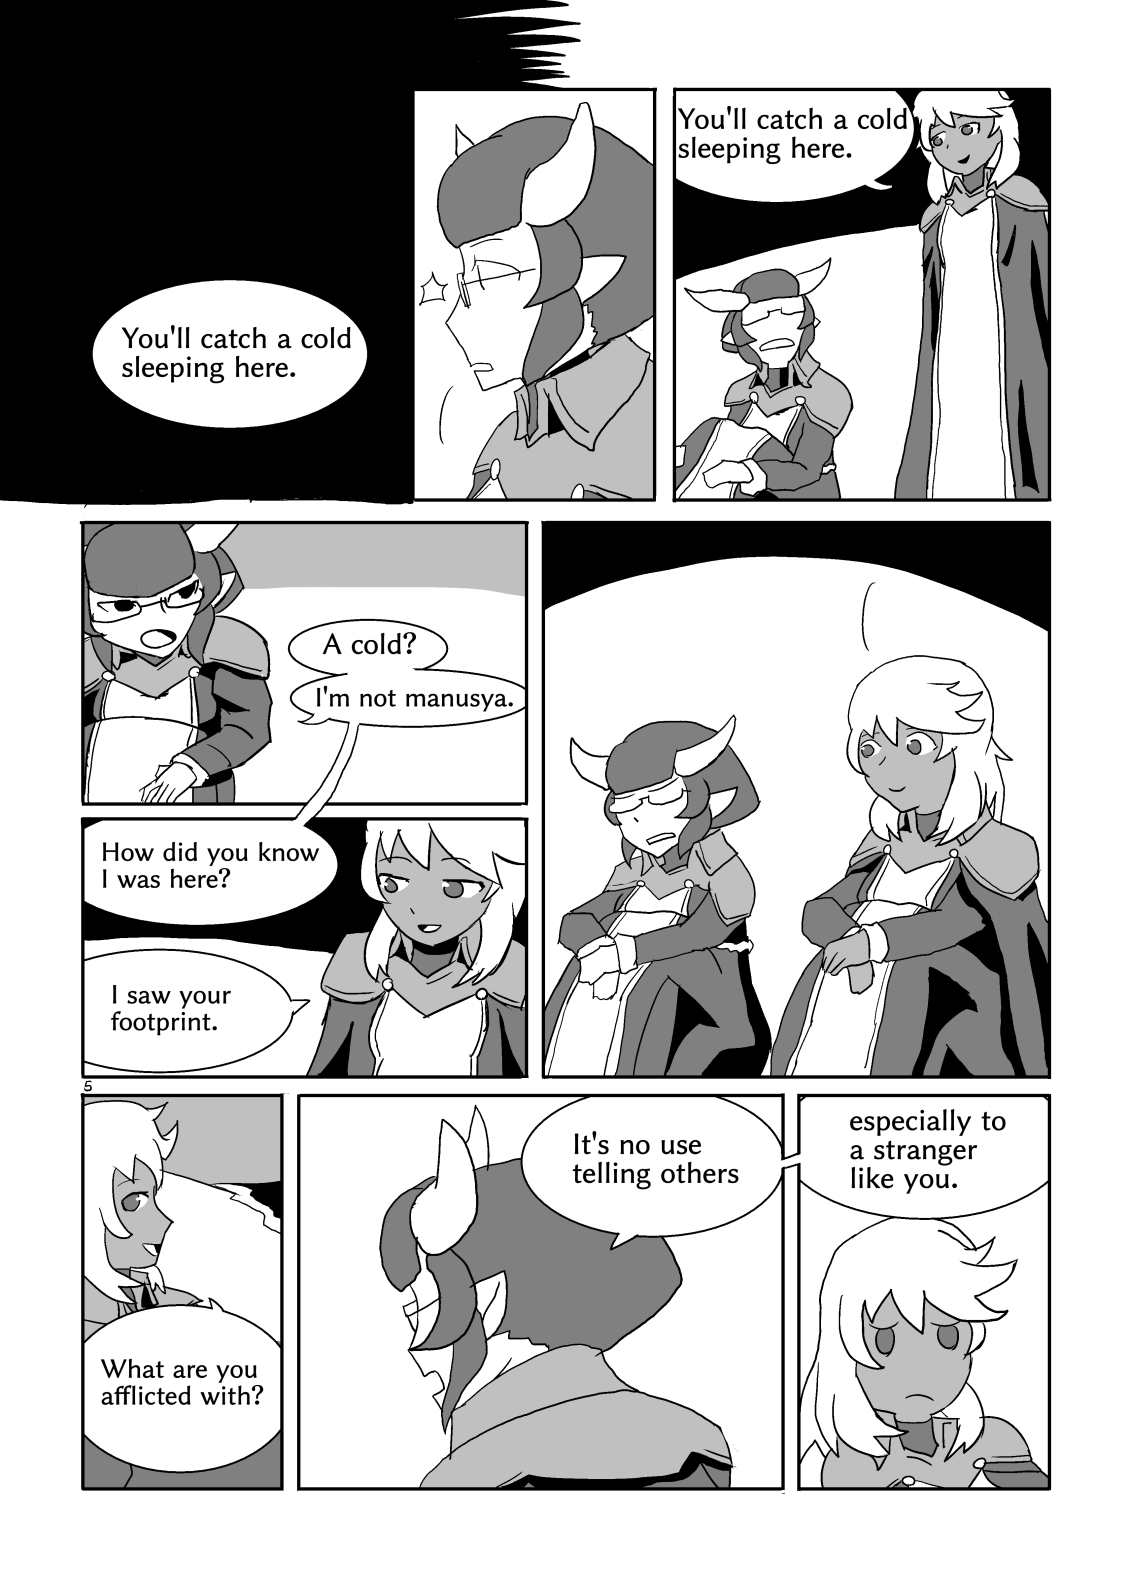 You'll catch a cold
sleeping here.
You'll catch a cold
sleeping here.
A cold?
I'm not manusya.
How did you know
I was here?
I saw your
footprint.
5
What are you
afflicted with?
It's no use
telling others
especially to
a stranger
like you.